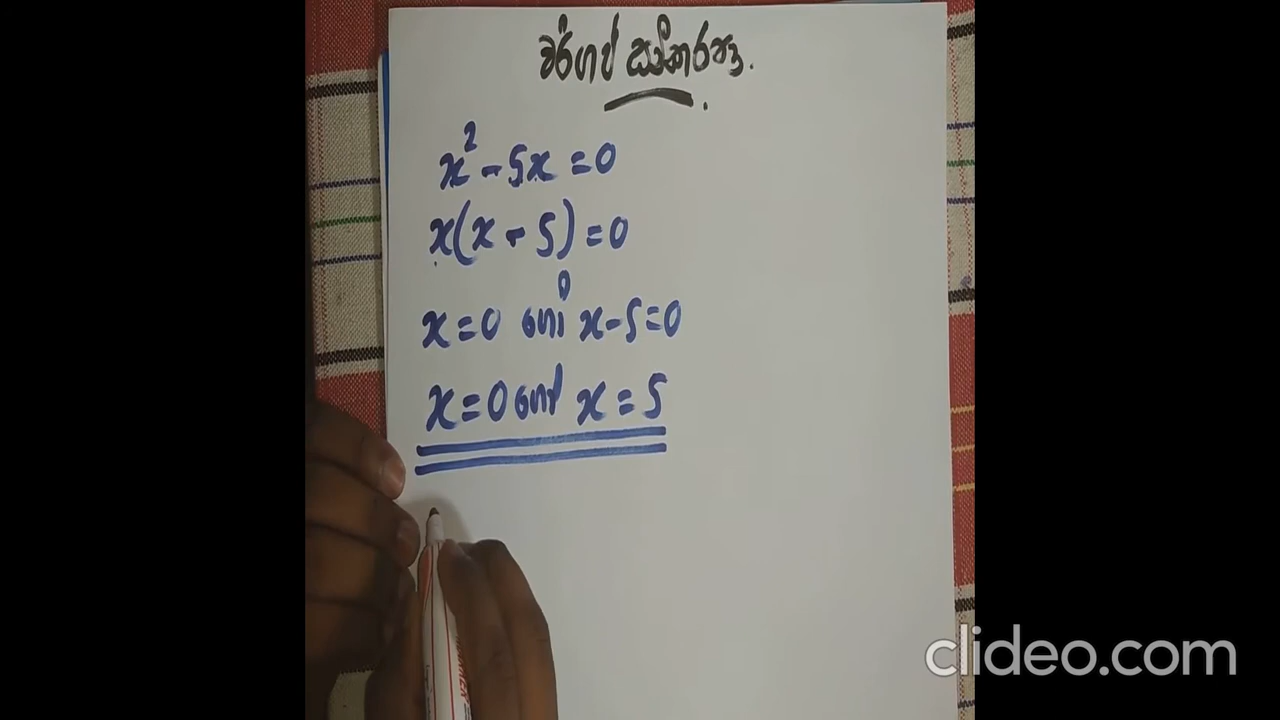 වර්ගජ සමීකරණ.
x² - 5x = 0
x(x - 5) = 0
x = 0 හෝ x - 5 = 0
x = 0 හෝ x = 5
clideo.com